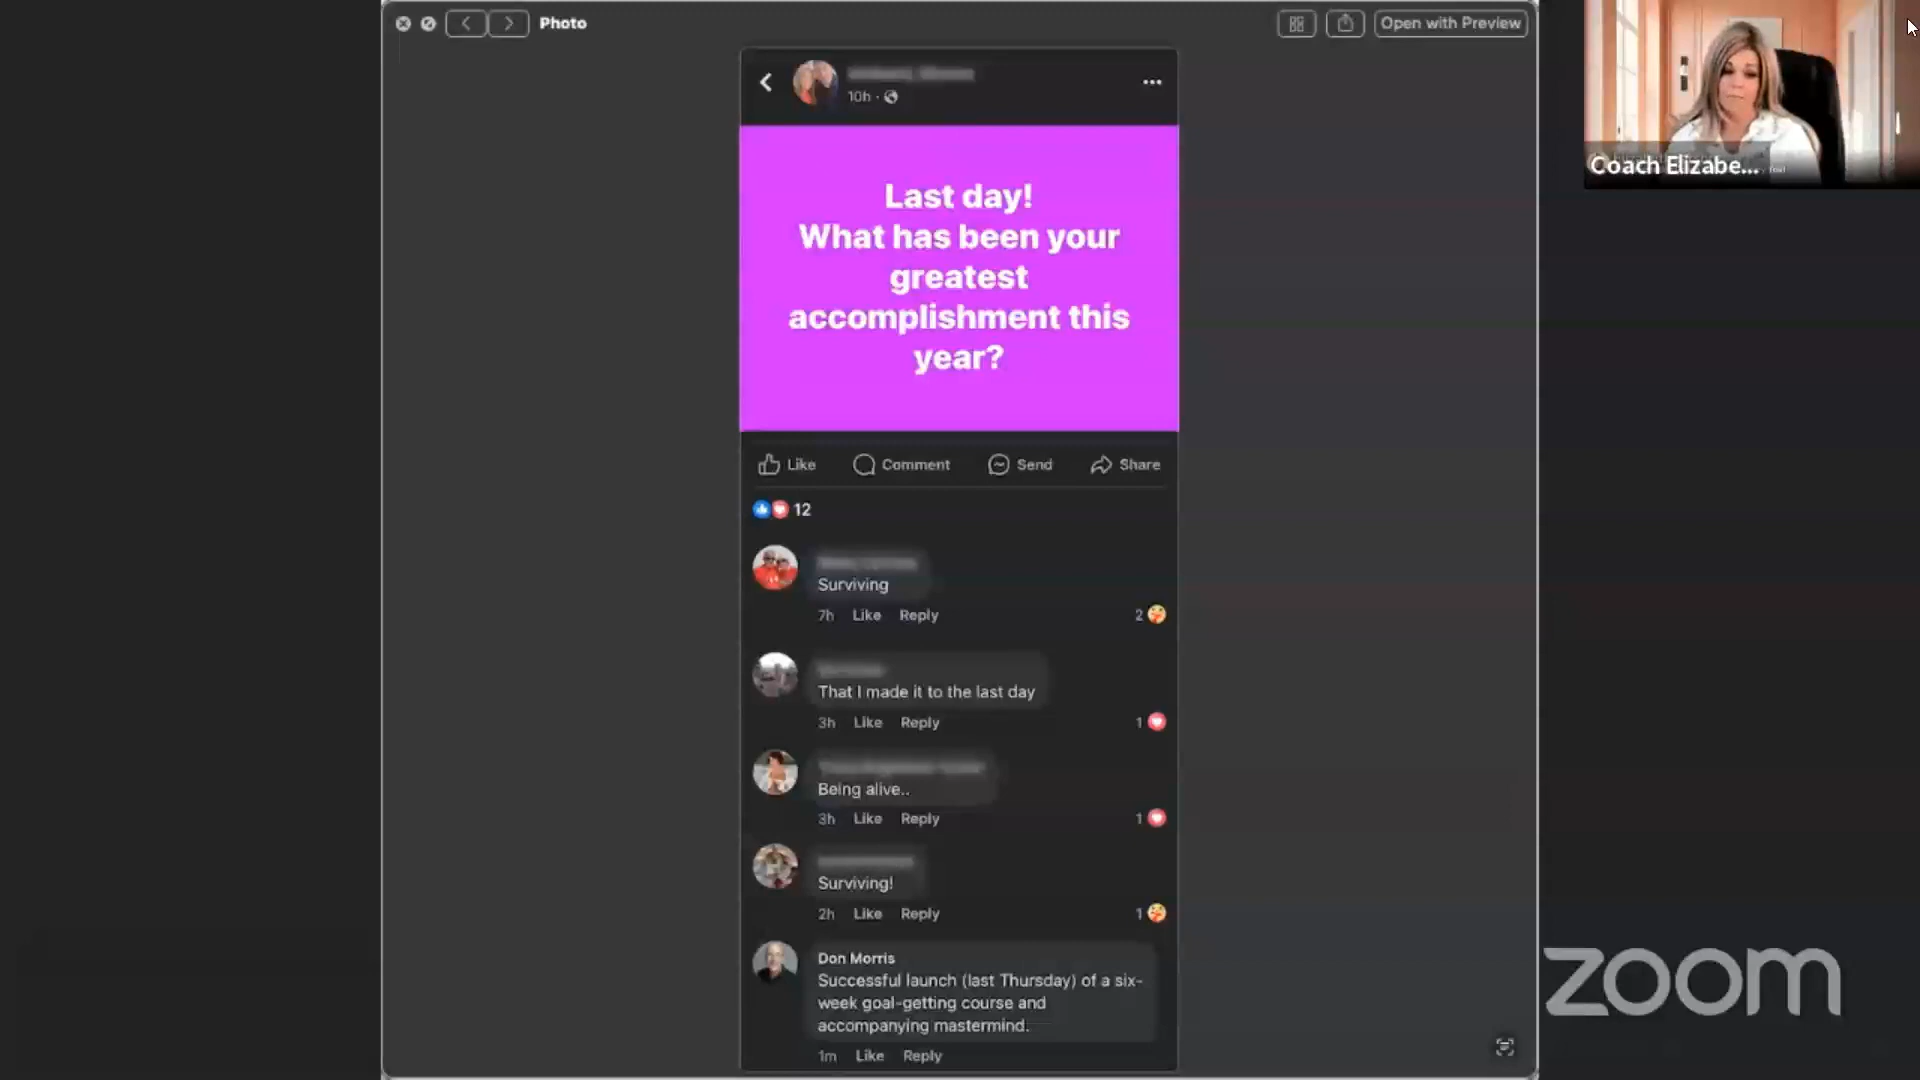 Photo
Open with Preview
10h
Last day!
What has been your
greatest
accomplishment this
year?
Like Comment Send Share
12
Surviving
7h Like Reply 2
That I made it to the last day
3h Like Reply 1
Being alive..
3h Like Reply 1
Surviving!
2h Like Reply 1
Don Morris
Successful launch (last Thursday) of a six-
week goal-getting course and
accompanying mastermind.
1m Like Reply
Coach Elizabe...
zoom